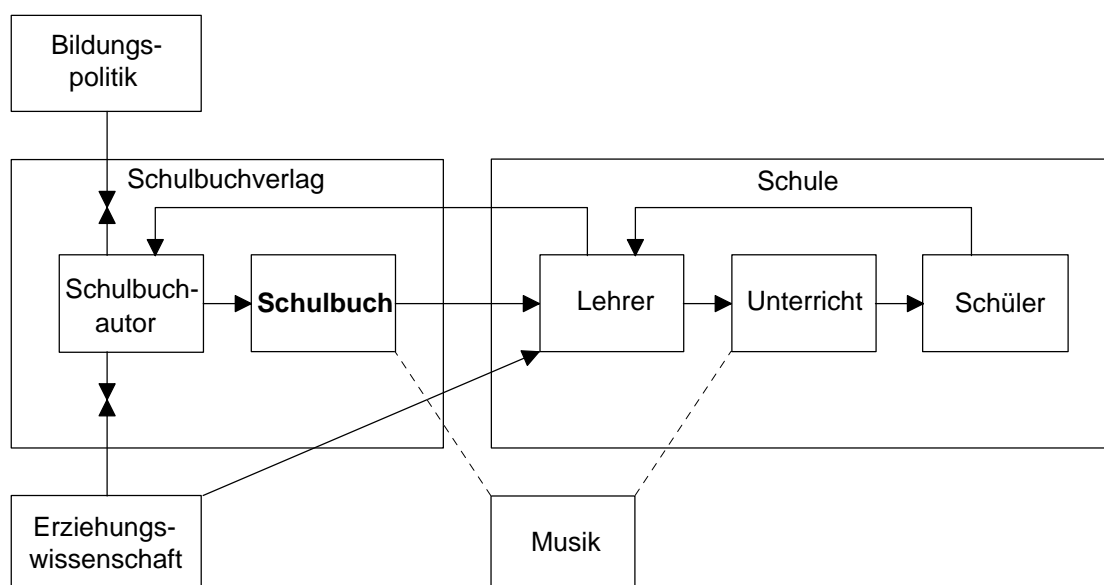 Bildungs-
politik
Schulbuchverlag
Schule
Schulbuch-
autor
Schulbuch
Lehrer
Unterricht
Schüler
Erziehungs-
wissenschaft
Musik